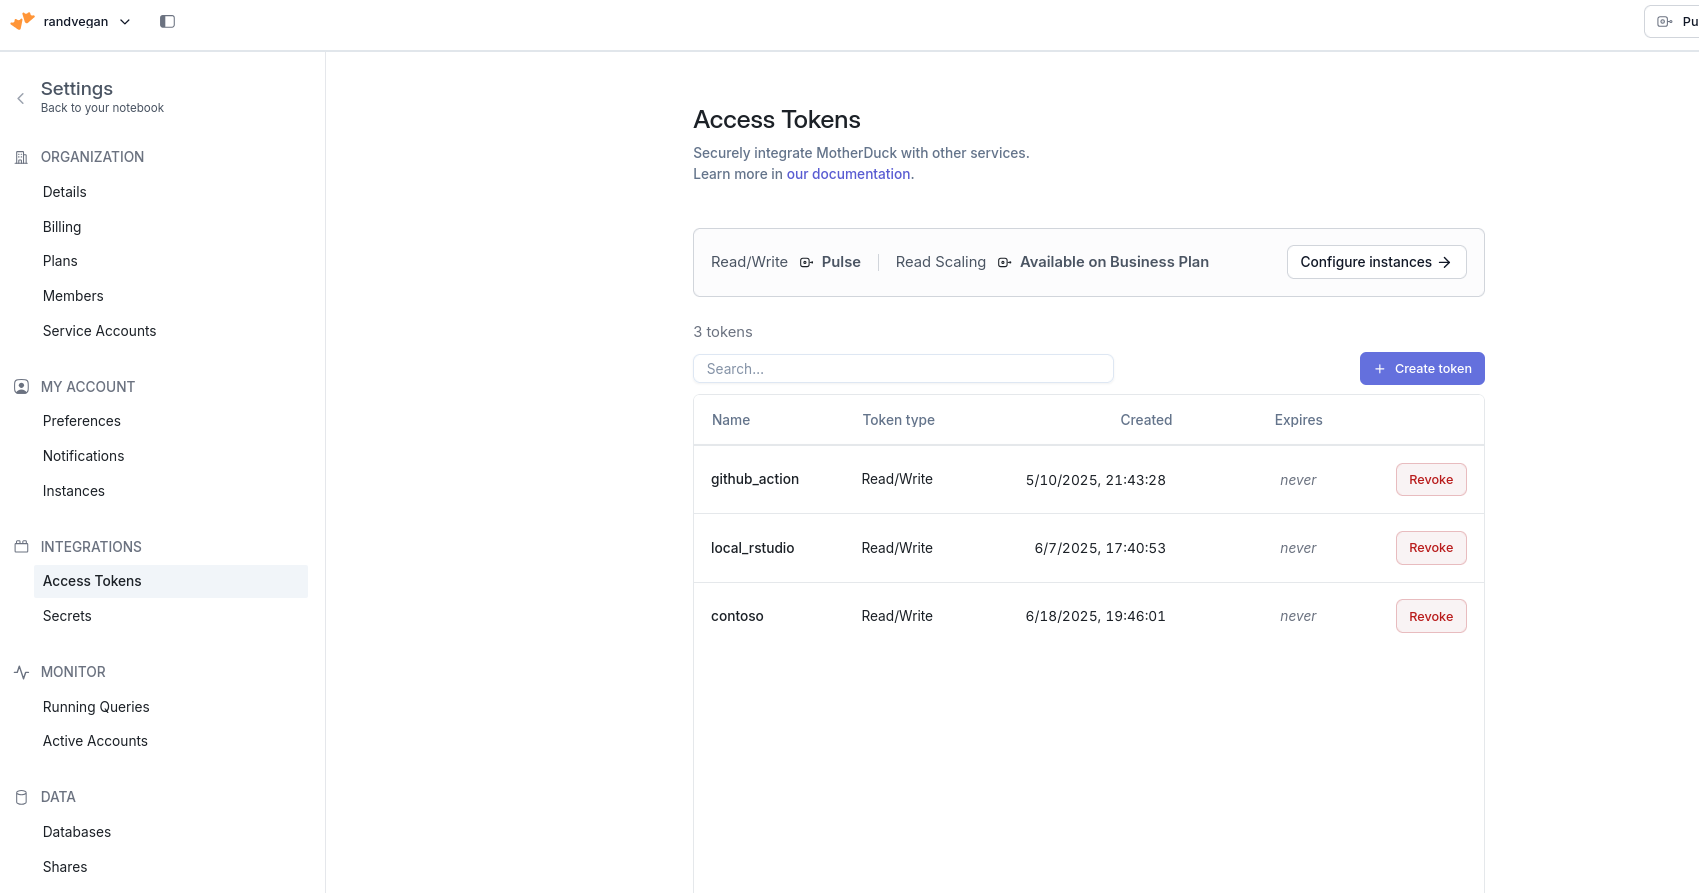 randvegan
Pu
Settings
Back to your notebook
ORGANIZATION
Details
Billing
Plans
Members
Service Accounts
MY ACCOUNT
Preferences
Notifications
Instances
INTEGRATIONS
Access Tokens
Secrets
MONITOR
Running Queries
Active Accounts
DATA
Databases
Shares
Access Tokens
Securely integrate MotherDuck with other services.
Learn more in our documentation.
Read/Write Pulse Read Scaling Available on Business Plan Configure instances
3 tokens
Search... Create token
Name Token type Created Expires
github_action Read/Write 5/10/2025, 21:43:28 never Revoke
local_rstudio Read/Write 6/7/2025, 17:40:53 never Revoke
contoso Read/Write 6/18/2025, 19:46:01 never Revoke